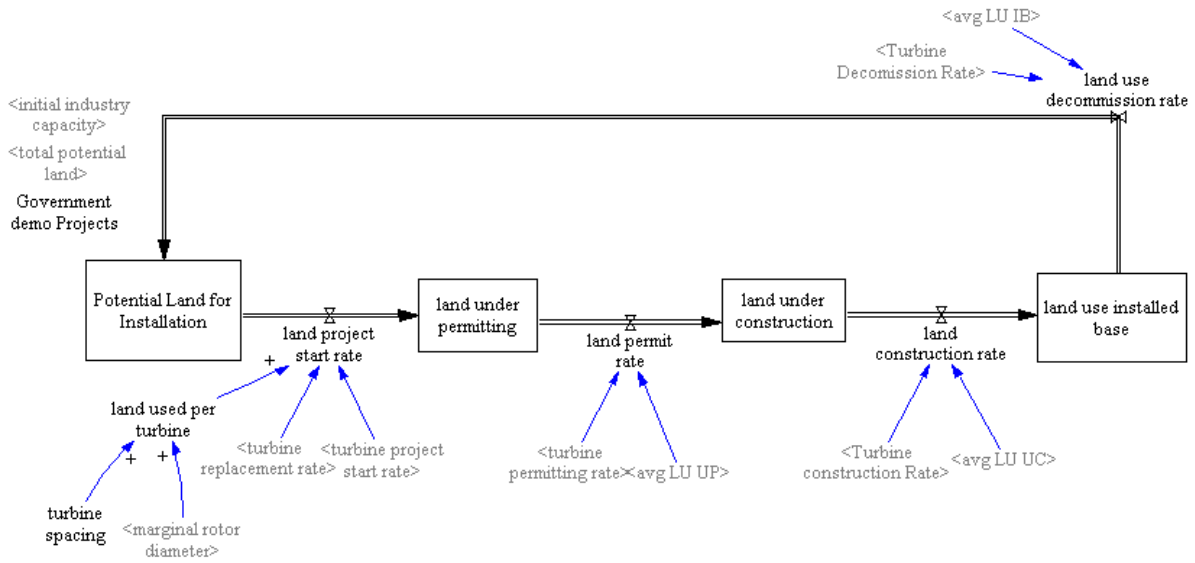 <avg LU IB>
<Turbine
Decomission Rate>
land use
decommission rate
<initial industry
capacity>
<total potential
land>
Government
demo Projects
Potential Land for
Installation
land under
permitting
land under
construction
land use installed
base
land project
start rate
land permit
rate
land
construction rate
+
land used per
turbine
<turbine
replacement rate>
<turbine project
start rate>
<turbine
permitting rate>
<avg LU UP>
<Turbine
construction Rate>
<avg LU UC>
+ +
turbine
spacing
<marginal rotor
diameter>